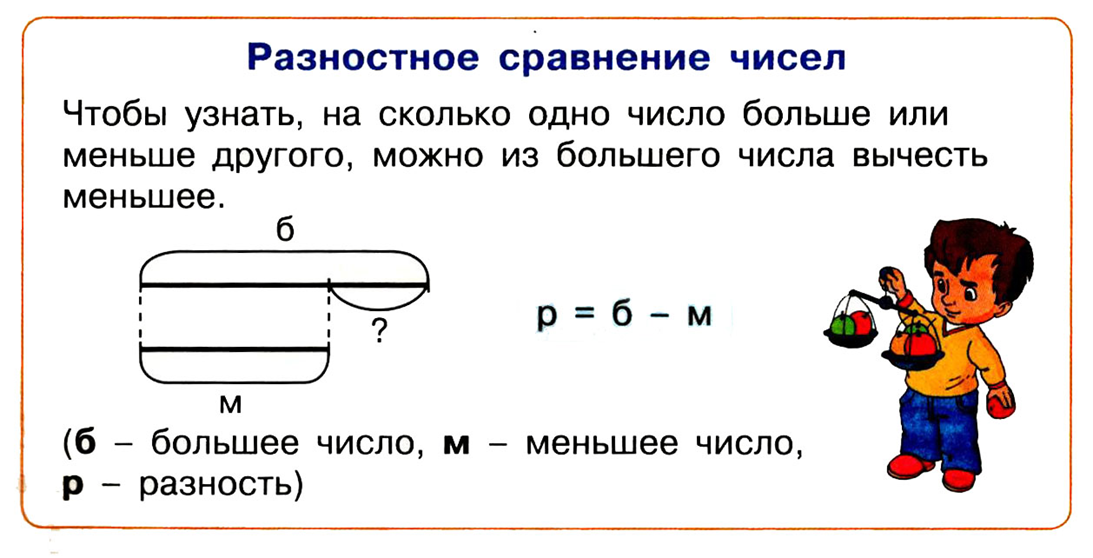 Разностное сравнение чисел
Чтобы узнать, на сколько одно число больше или
меньше другого, можно из большего числа вычесть
меньшее.
б
?
р = б – м
м
(б – большее число, м – меньшее число,
р – разность)